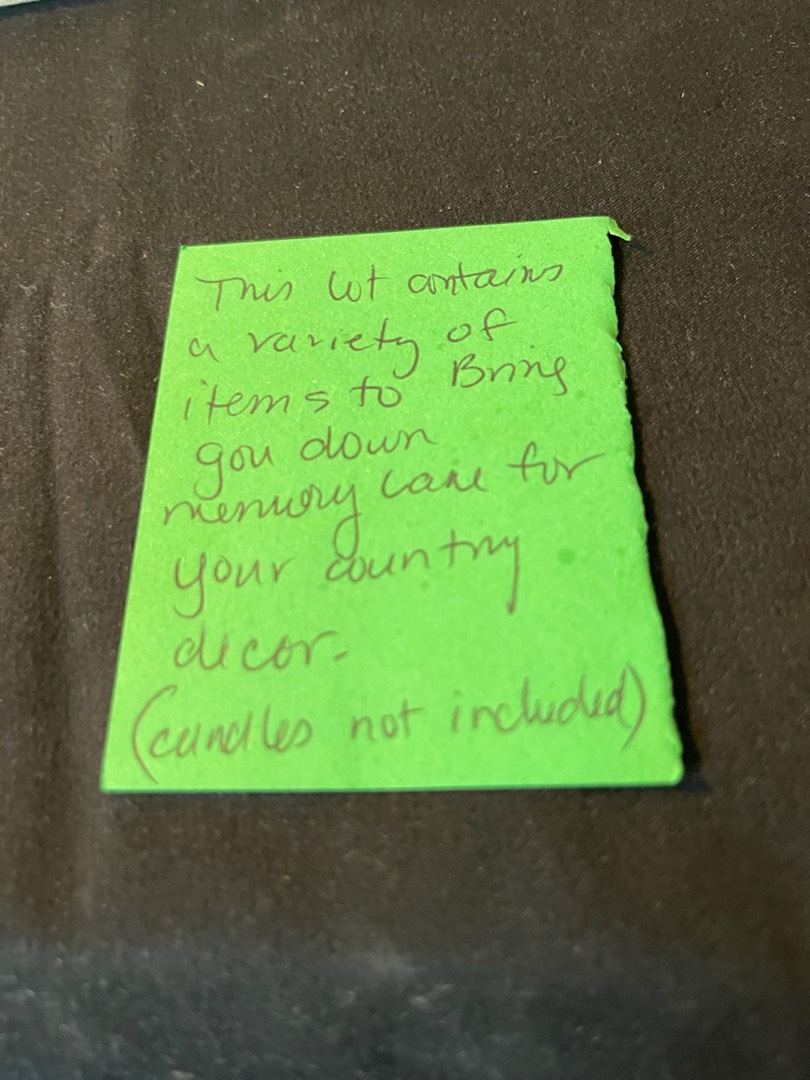 This lot contains
a variety of
items to Bring
you down
memory lane for
your country
decor.
(candles not included)